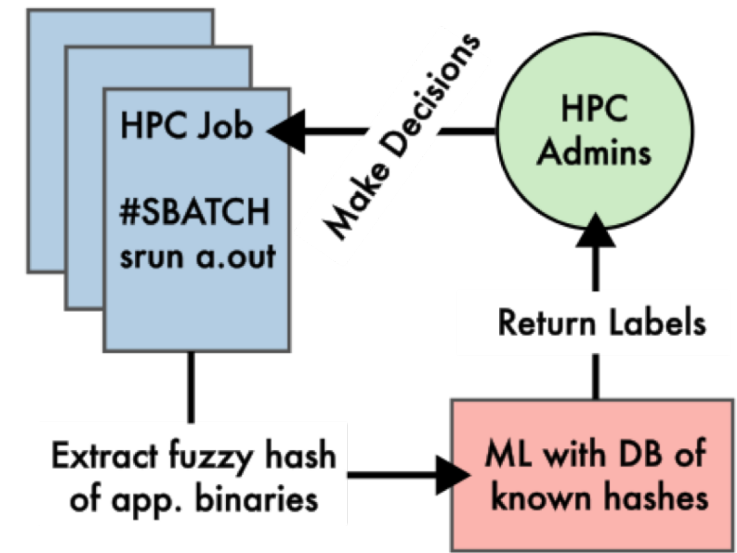 HPC Job
#SBATCH
srun a.out
Make Decisions
HPC
Admins
Return Labels
Extract fuzzy hash
of app. binaries
ML with DB of
known hashes